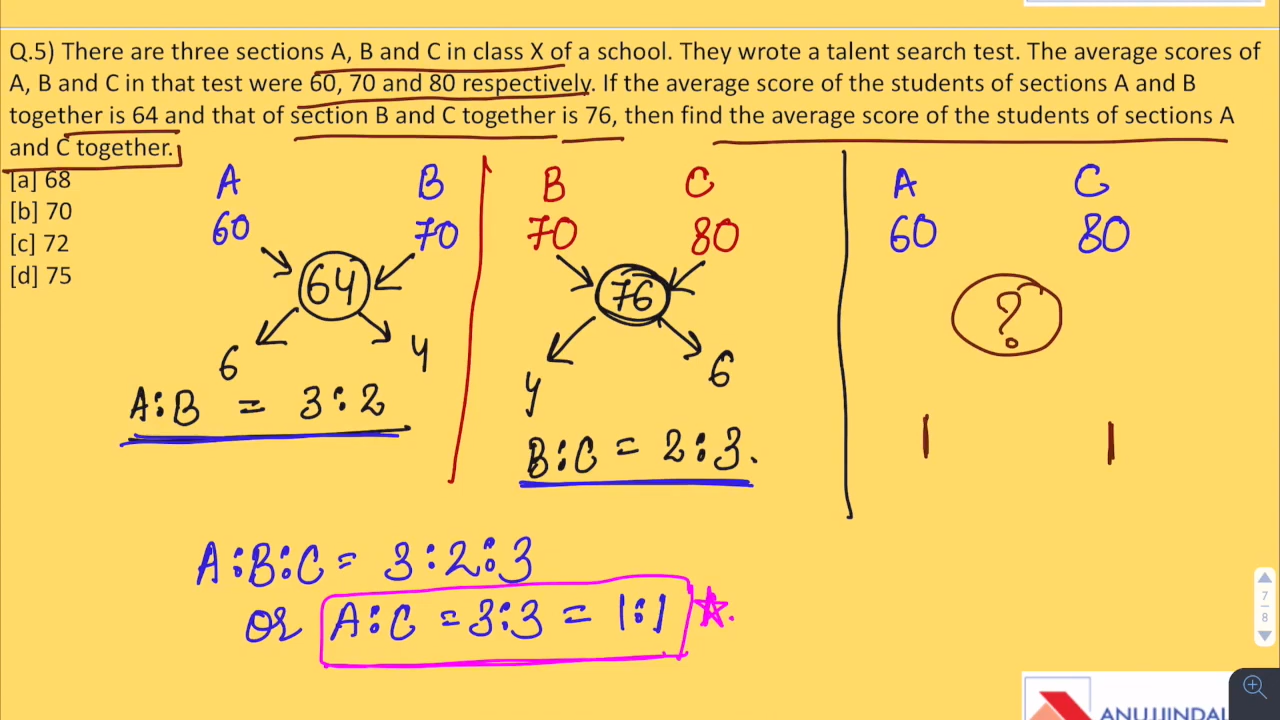 Q.5) There are three sections A, B and C in class X of a school. They wrote a talent search test. The average scores of
A, B and C in that test were 60, 70 and 80 respectively. If the average score of the students of sections A and B
together is 64 and that of section B and C together is 76, then find the average score of the students of sections A
and C together.
[a] 68
[b] 70
[c] 72
[d] 75
A B
60 70
64
6 4
A:B = 3:2
B C
70 80
76
4 6
B:C = 2:3.
A C
60 80
?
1 1
A:B:C = 3:2:3
or A:C = 3:3 = 1:1
7
8
ANUJJINDAL